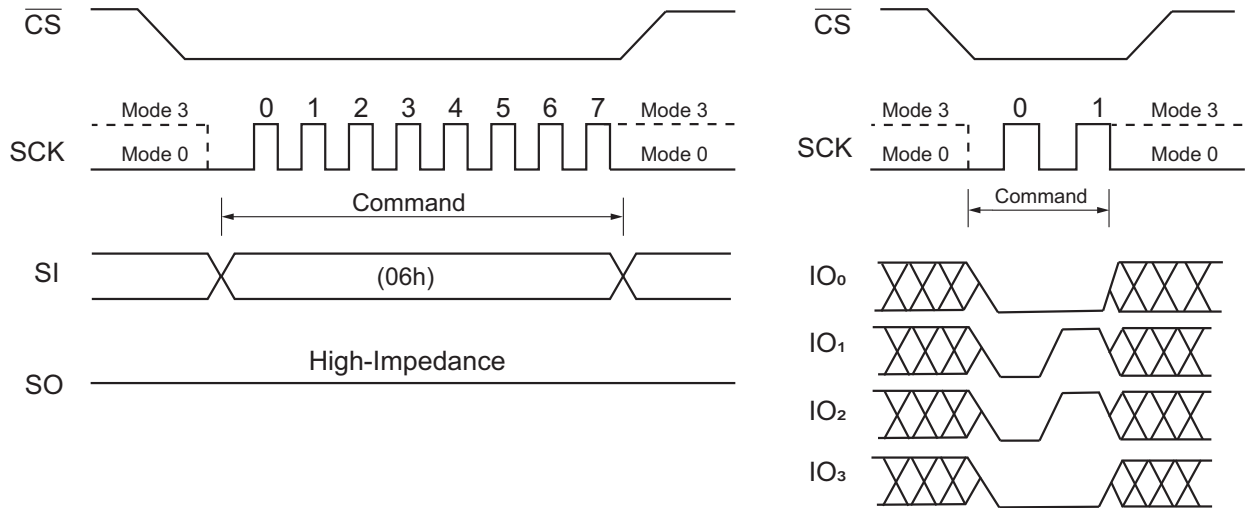 CS
Mode 3
0 1 2 3 4 5 6 7
Mode 3
SCK
Mode 0
Mode 0
Command
SI
(06h)
High-Impedance
SO
CS
Mode 3
0 1
Mode 3
SCK
Mode 0
Mode 0
Command
IO₀
IO₁
IO₂
IO₃